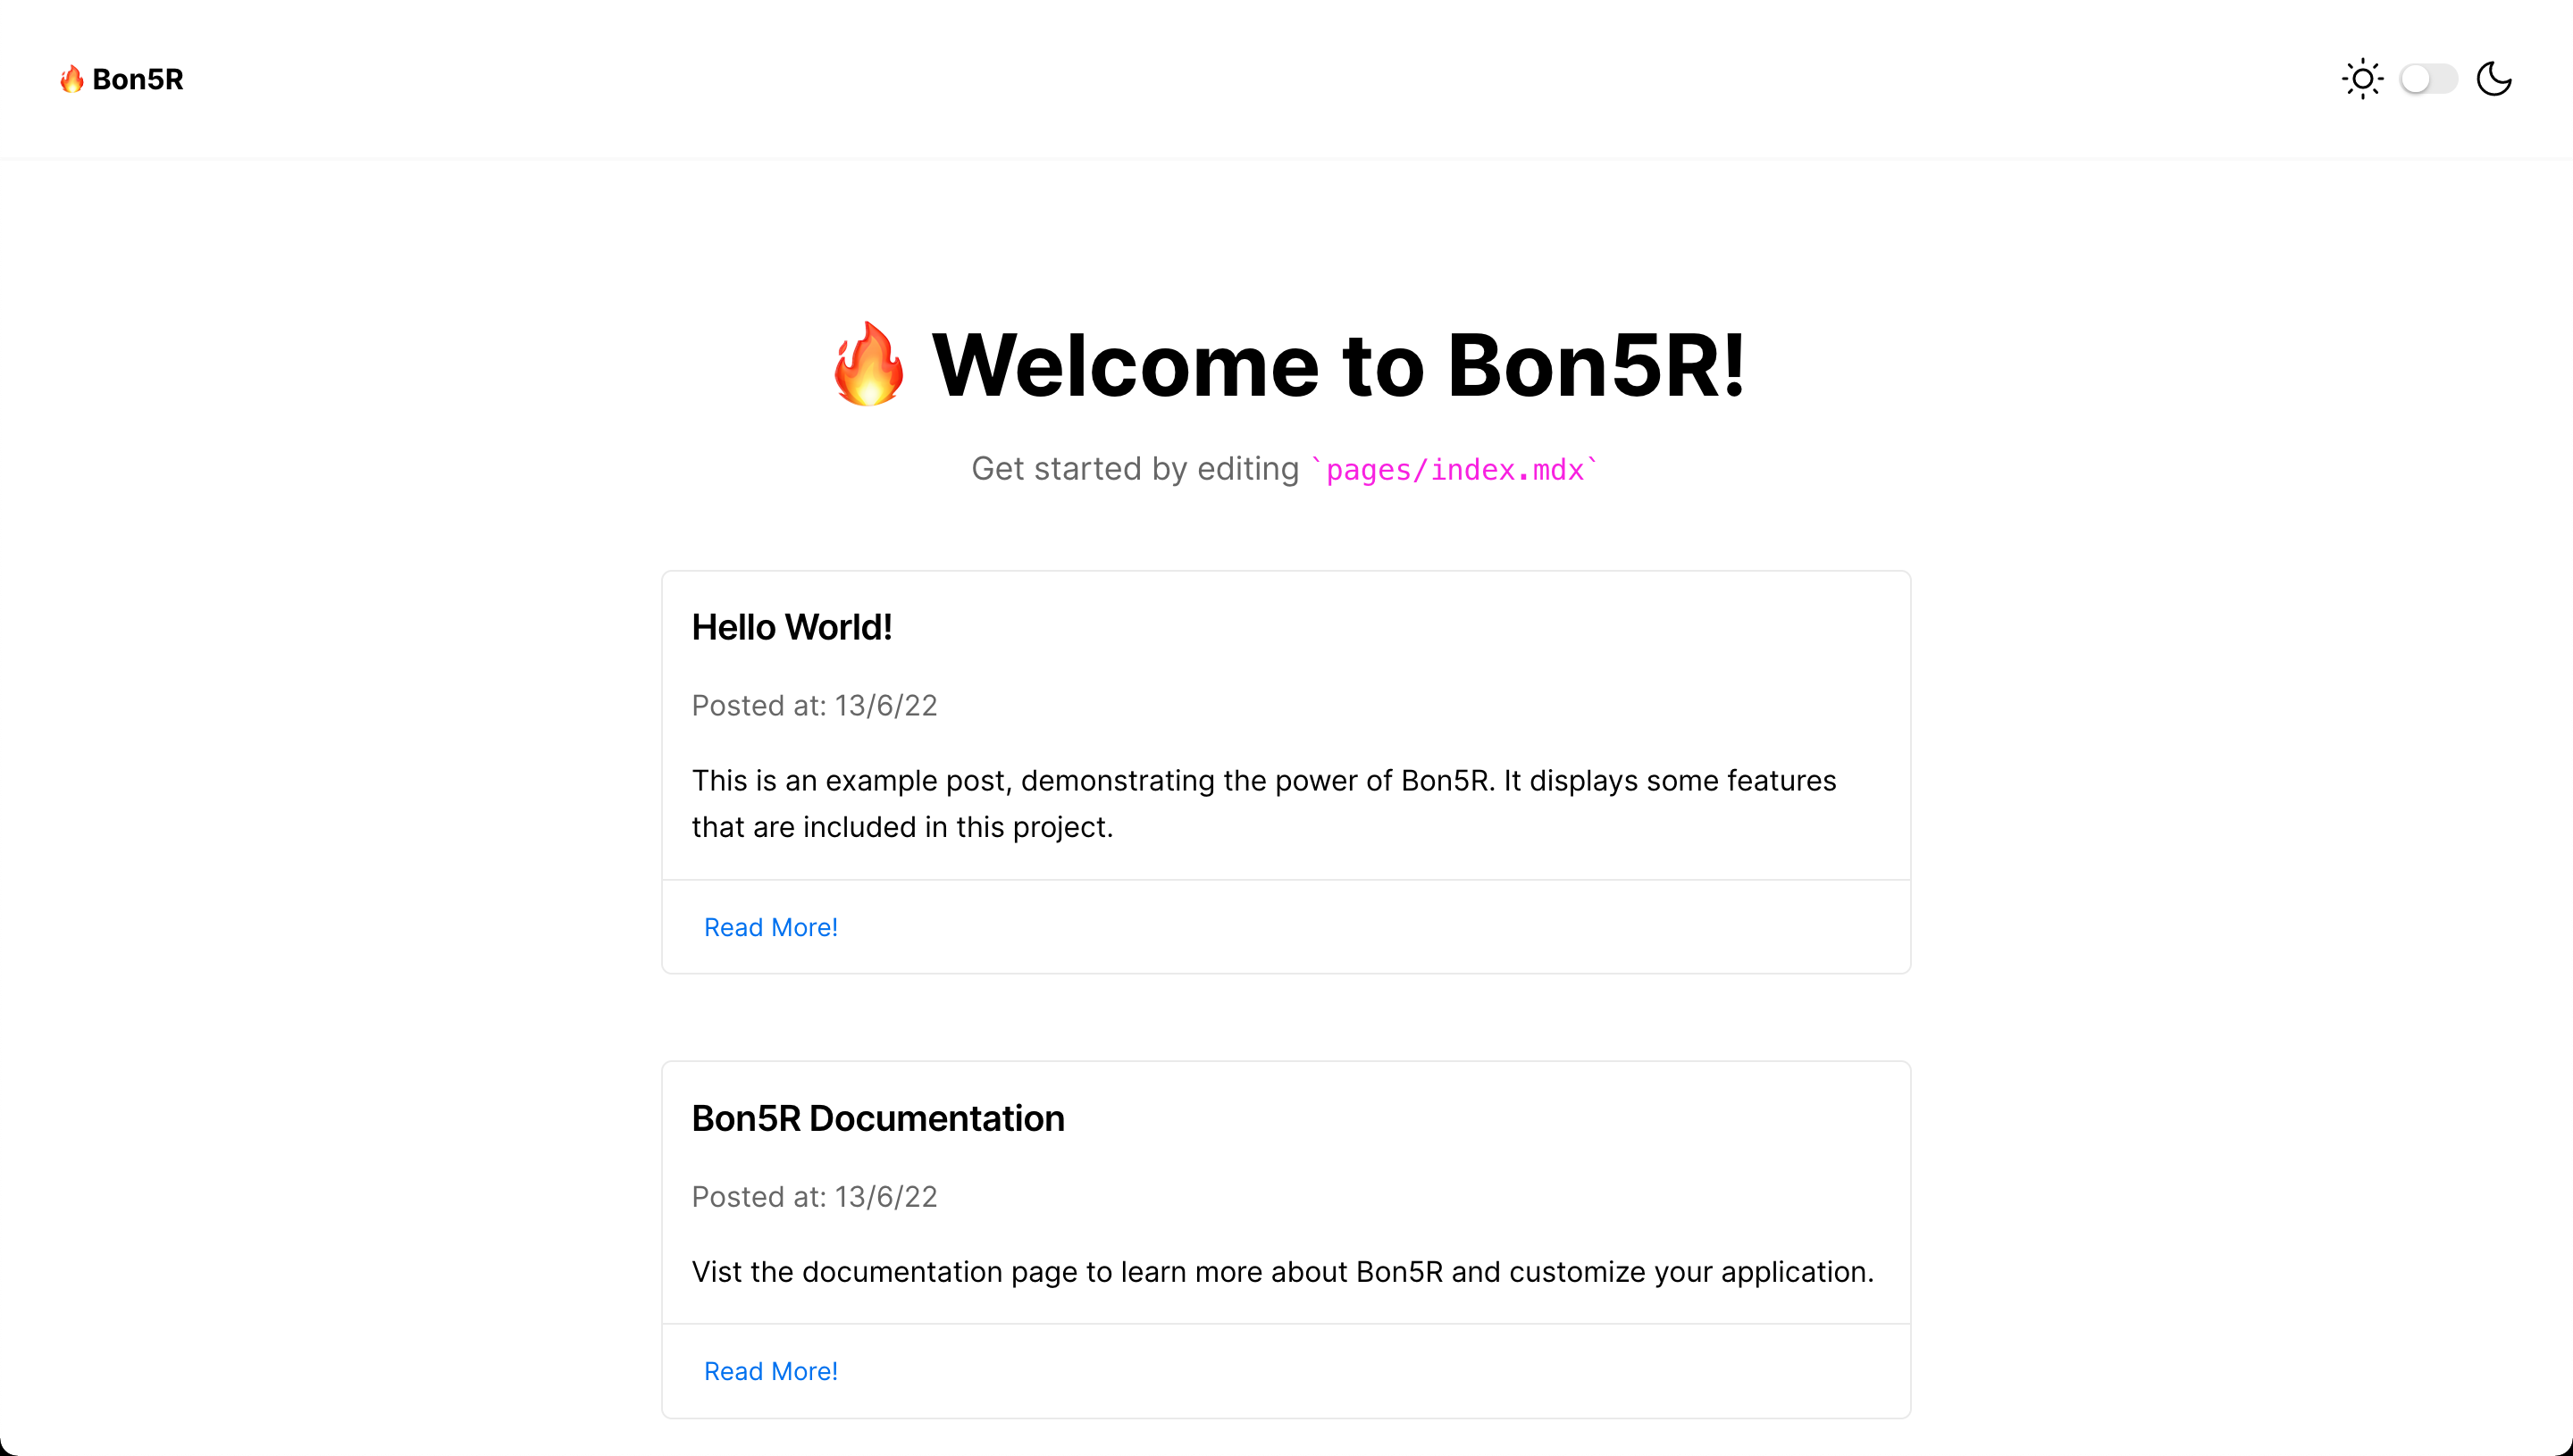 🔥 Bon5R
🔥 Welcome to Bon5R!
Get started by editing `pages/index.mdx`
Hello World!
Posted at: 13/6/22
This is an example post, demonstrating the power of Bon5R. It displays some features
that are included in this project.
Read More!
Bon5R Documentation
Posted at: 13/6/22
Vist the documentation page to learn more about Bon5R and customize your application.
Read More!